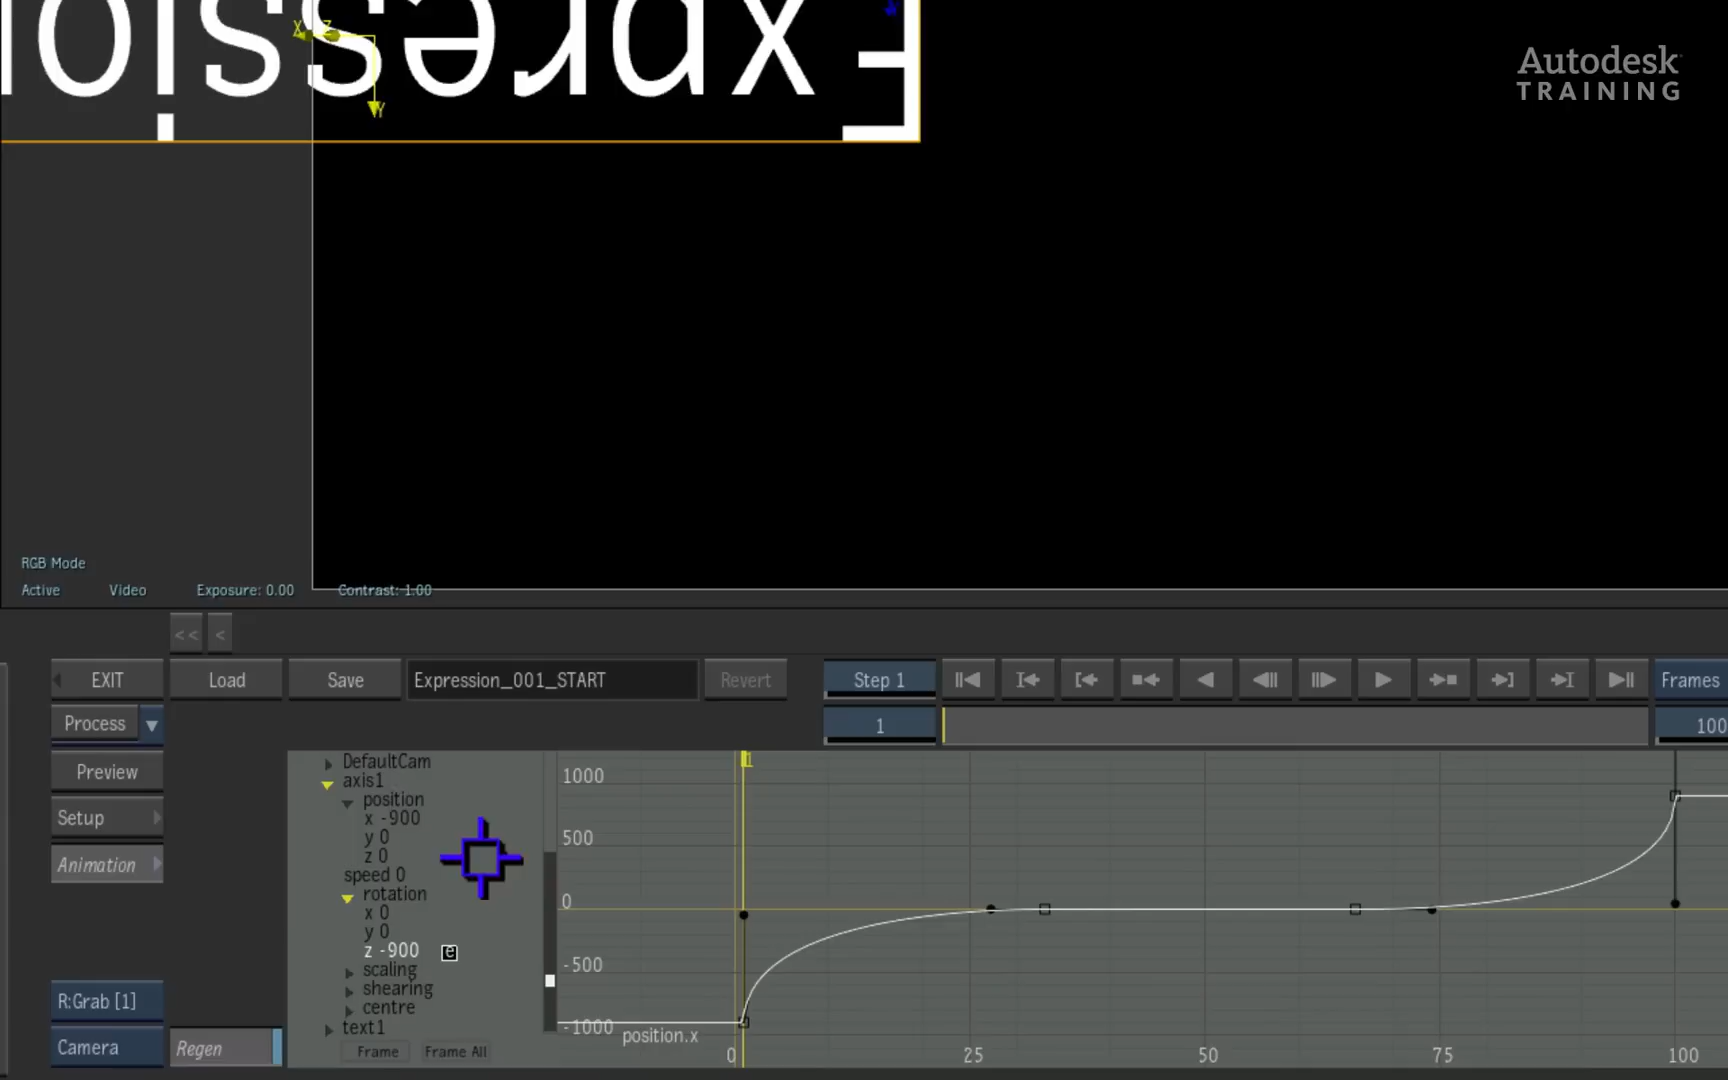 Expressio
X Z
Y
Autodesk
TRAINING
RGB Mode
Active Video Exposure: 0.00 Contrast: 1.00
<< <
EXIT Load Save Expression_001_START Revert Step 1 Frames
Process 1 100
Preview
Setup
Animation
R:Grab [1]
Camera Regen
DefaultCam
axis1
position
x -900
y 0
z 0
speed 0
rotation
x 0
y 0
z -900 e
scaling
shearing
centre
text1
Frame Frame All
1
1000
500
0
-500
-1000 position.x
0 25 50 75 100